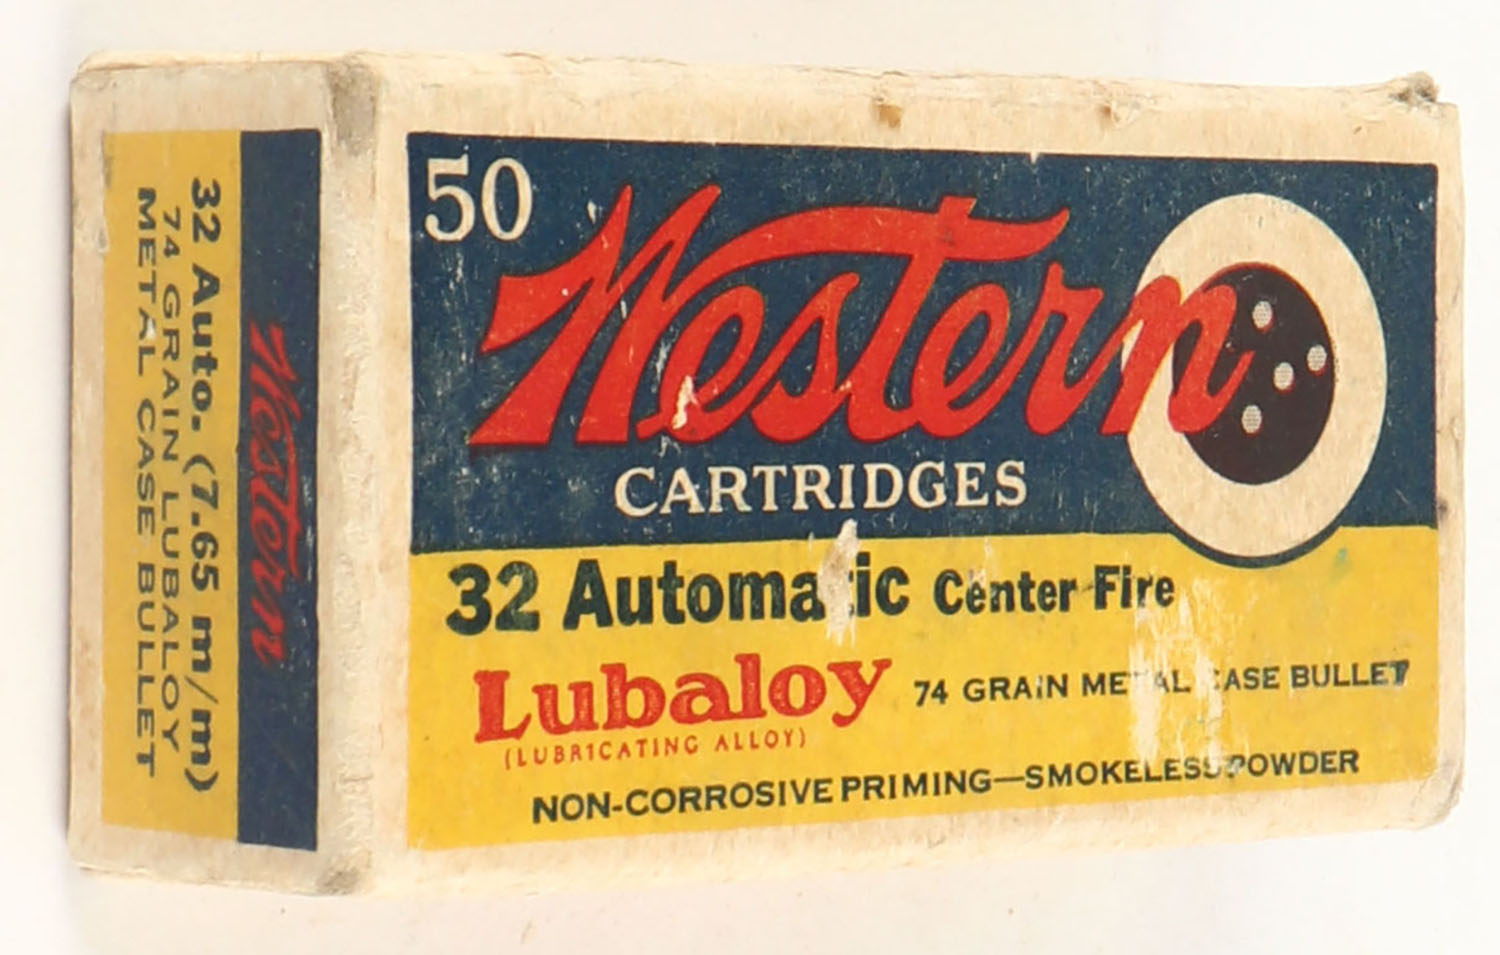 50
Western
CARTRIDGES
32 Automatic Center Fire
Lubaloy 74 GRAIN METAL CASE BULLET
(LUBRICATING ALLOY)
NON-CORROSIVE PRIMING—SMOKELESS POWDER
Western
32 Auto. (7.65 m/m)
74 GRAIN LUBALOY
METAL CASE BULLET